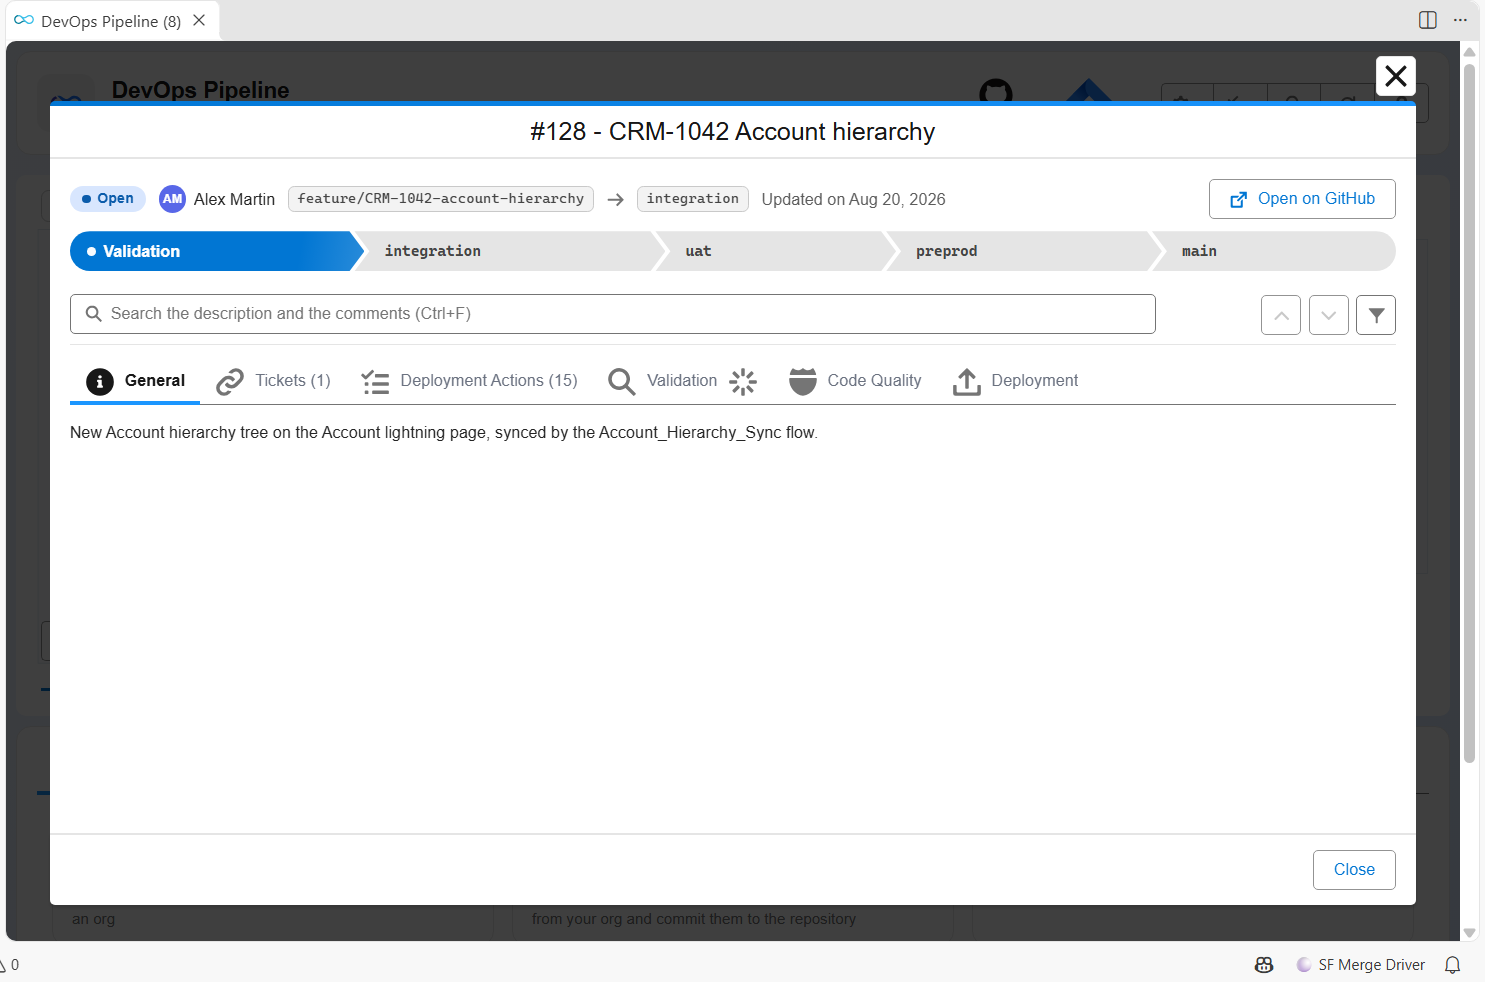 DevOps Pipeline (8)
DevOps Pipeline
#128 - CRM-1042 Account hierarchy
Open
AM
Alex Martin
feature/CRM-1042-account-hierarchy
integration
Updated on Aug 20, 2026
Open on GitHub
Validation
integration
uat
preprod
main
Search the description and the comments (Ctrl+F)
General
Tickets (1)
Deployment Actions (15)
Validation
Code Quality
Deployment
New Account hierarchy tree on the Account lightning page, synced by the Account_Hierarchy_Sync flow.
Close
an org
from your org and commit them to the repository
0
SF Merge Driver